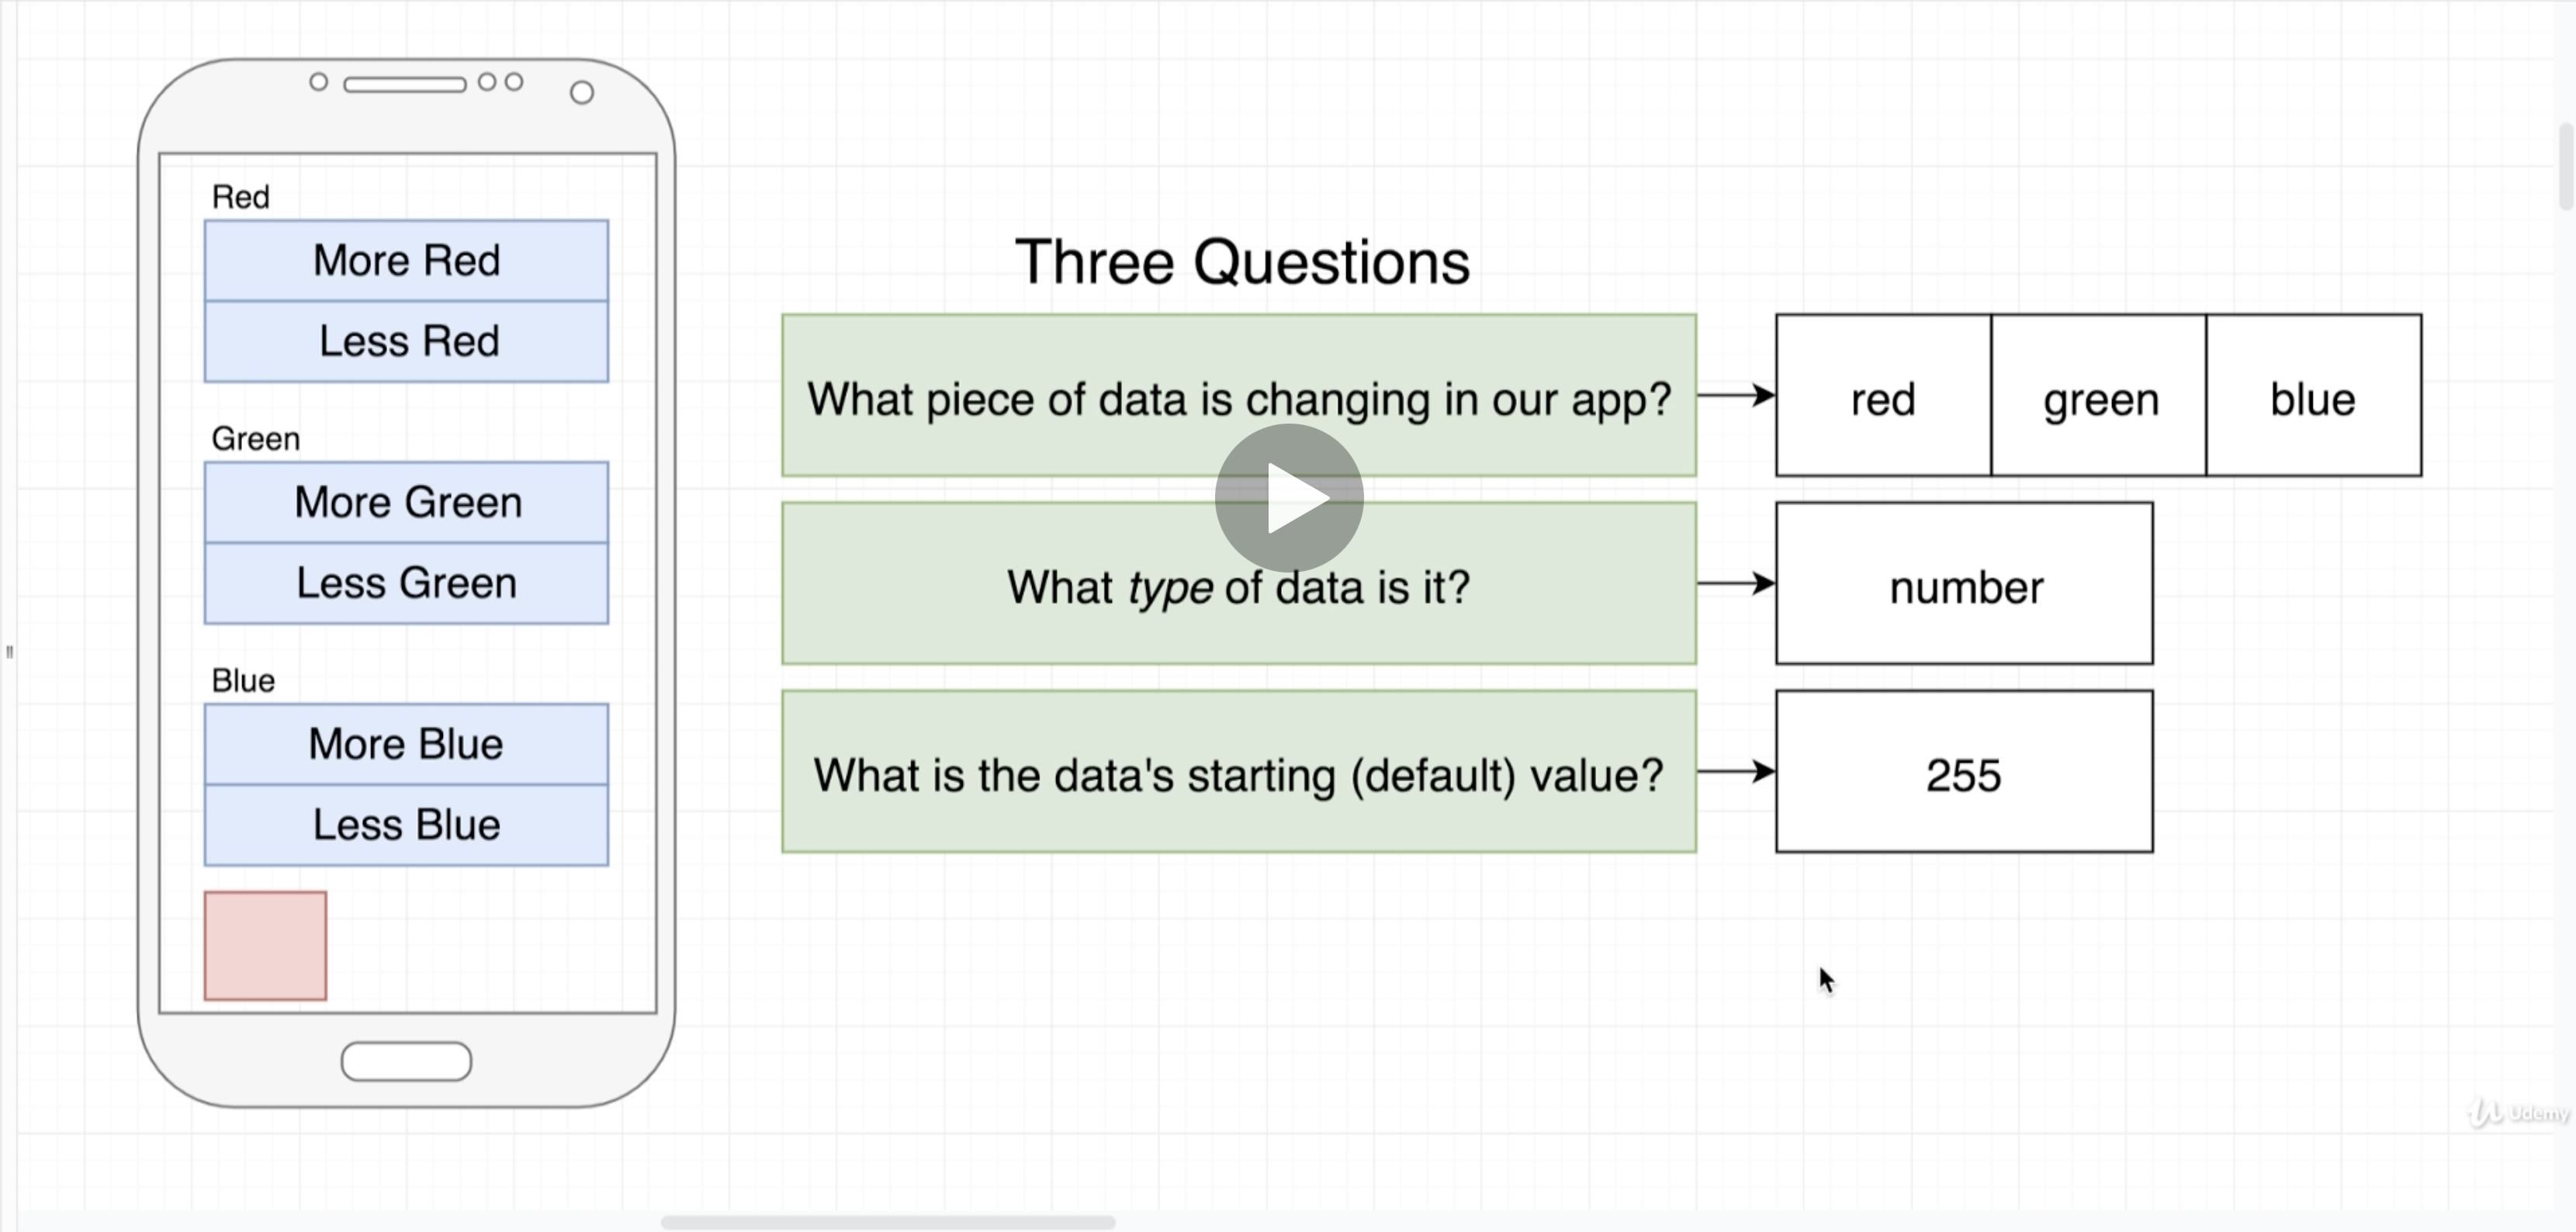 Red
More Red
Less Red
Green
More Green
Less Green
Blue
More Blue
Less Blue
Three Questions
What piece of data is changing in our app?
red
green
blue
What type of data is it?
number
What is the data's starting (default) value?
255
Udemy